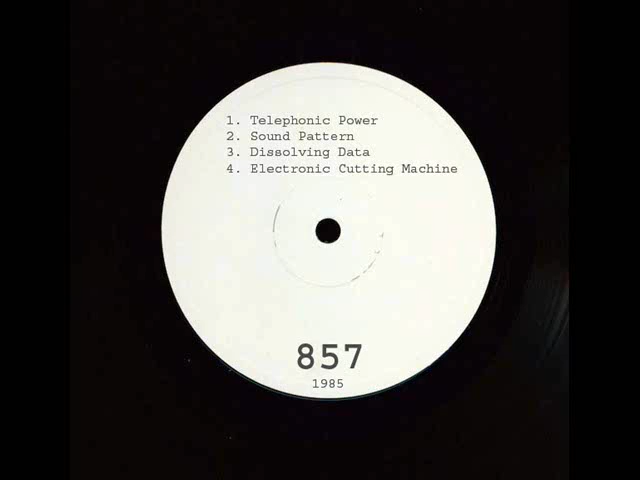 1. Telephonic Power
2. Sound Pattern
3. Dissolving Data
4. Electronic Cutting Machine
857
1985